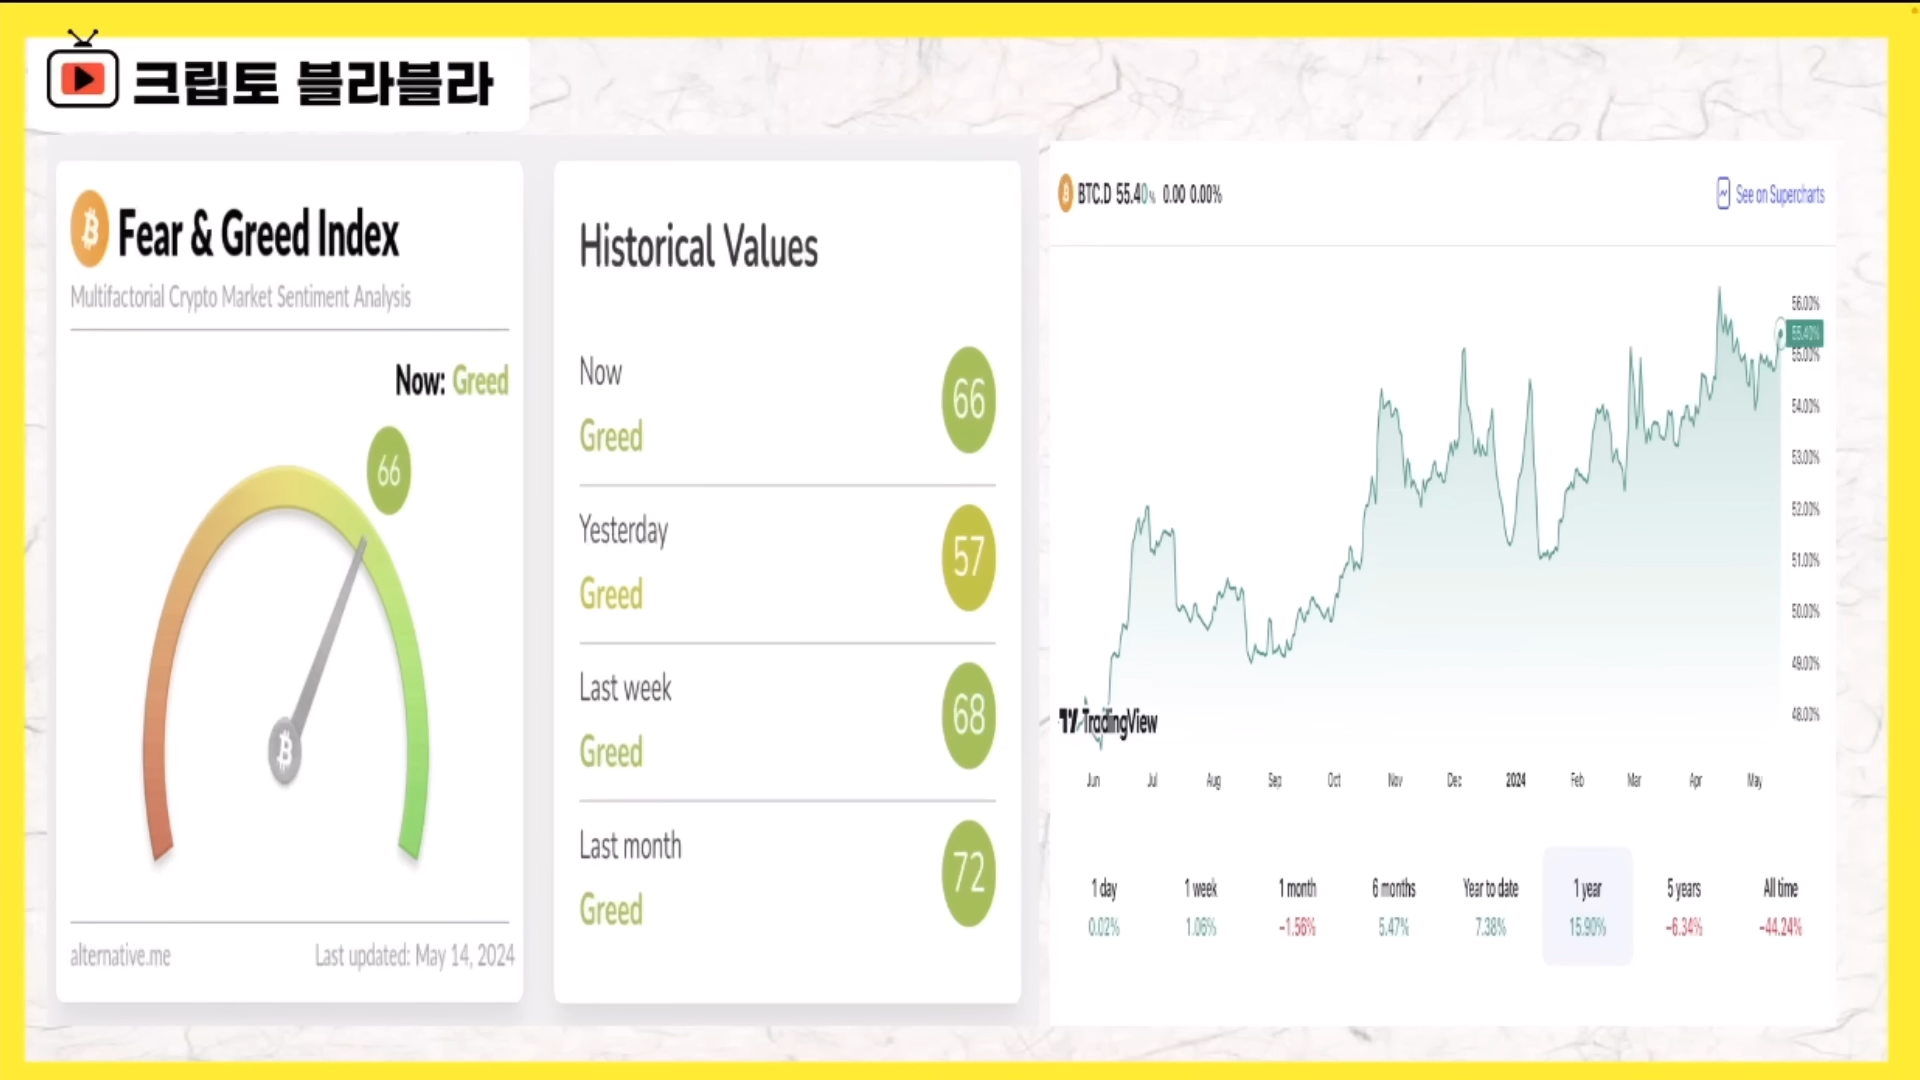 크립토 블라블라
Fear & Greed Index
Multifactorial Crypto Market Sentiment Analysis
Now: Greed
66
alternative.me
Last updated: May 14, 2024
Historical Values
Now
Greed
66
Yesterday
Greed
57
Last week
Greed
68
Last month
Greed
72
BTC.D 55.40% 0.00 0.00%
See on Supercharts
56.00%
55.40%
55.00%
54.00%
53.00%
52.00%
51.00%
50.00%
49.00%
48.00%
TradingView
Jun Jul Aug Sep Oct Nov Dec 2024 Feb Mar Apr May
1 day 1 week 1 month 6 months Year to date 1 year 5 years All time
0.02% 1.06% −1.56% 5.47% 7.38% 15.90% −6.34% −44.24%